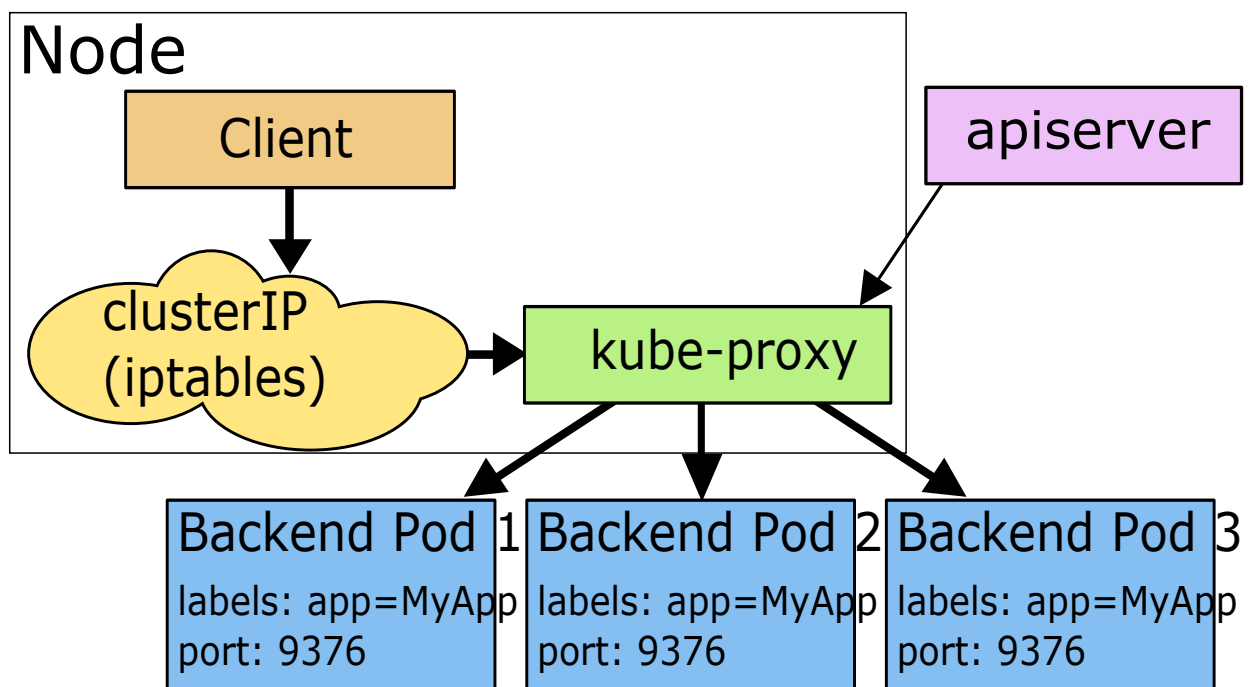 Node
Client
apiserver
clusterIP
(iptables)
kube-proxy
Backend Pod 1
labels: app=MyApp
port: 9376
Backend Pod 2
labels: app=MyApp
port: 9376
Backend Pod 3
labels: app=MyApp
port: 9376